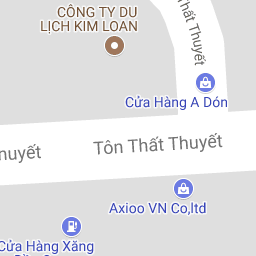 CÔNG TY DU
LỊCH KIM LOAN
Thất Thuyết
Cửa Hàng A Dón
Tôn Thất Thuyết
Axioo VN Co,ltd
Cửa Hàng Xăng